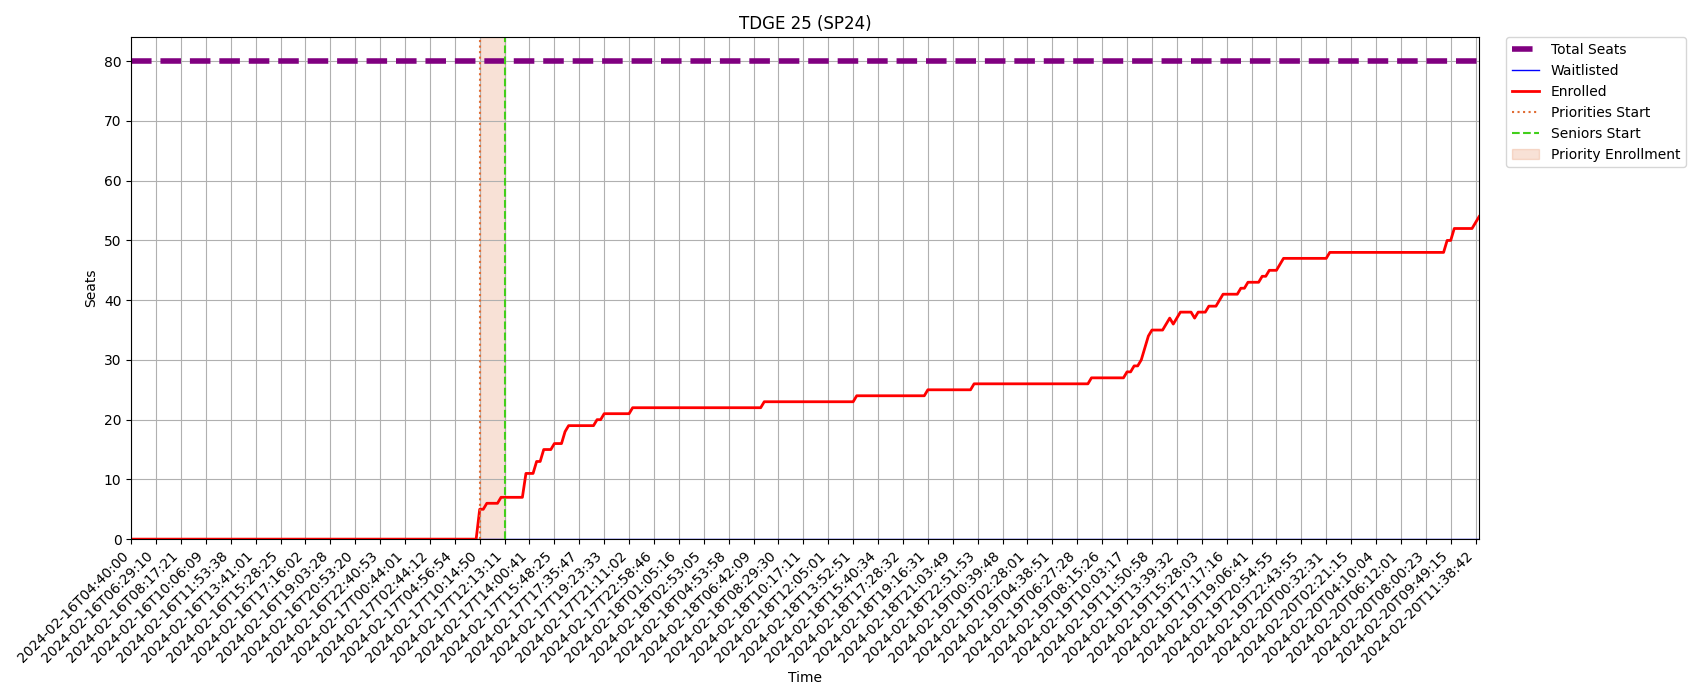 TDGE 25 (SP24)
Total Seats
Waitlisted
Enrolled
Priorities Start
Seniors Start
Priority Enrollment
Seats
80
70
60
50
40
30
20
10
0
2024-02-16T04:40:00
2024-02-16T06:29:10
2024-02-16T08:17:21
2024-02-16T10:06:09
2024-02-16T11:53:38
2024-02-16T13:41:01
2024-02-16T15:28:25
2024-02-16T17:16:02
2024-02-16T19:03:28
2024-02-16T20:53:20
2024-02-16T22:40:53
2024-02-17T00:44:01
2024-02-17T02:44:12
2024-02-17T04:56:54
2024-02-17T10:14:50
2024-02-17T12:13:11
2024-02-17T14:00:41
2024-02-17T15:48:25
2024-02-17T17:35:47
2024-02-17T19:23:33
2024-02-17T21:11:02
2024-02-17T22:58:46
2024-02-18T01:05:16
2024-02-18T02:53:05
2024-02-18T04:53:58
2024-02-18T06:42:09
2024-02-18T08:29:30
2024-02-18T10:17:11
2024-02-18T12:05:01
2024-02-18T13:52:51
2024-02-18T15:40:34
2024-02-18T17:28:32
2024-02-18T19:16:31
2024-02-18T21:03:49
2024-02-18T22:51:53
2024-02-19T00:39:48
2024-02-19T02:28:01
2024-02-19T04:38:51
2024-02-19T06:27:28
2024-02-19T08:15:26
2024-02-19T10:03:17
2024-02-19T11:50:58
2024-02-19T13:39:32
2024-02-19T15:28:03
2024-02-19T17:17:16
2024-02-19T19:06:41
2024-02-19T20:54:55
2024-02-19T22:43:55
2024-02-20T00:32:31
2024-02-20T02:21:15
2024-02-20T04:10:04
2024-02-20T06:12:01
2024-02-20T08:00:23
2024-02-20T09:49:15
2024-02-20T11:38:42
Time